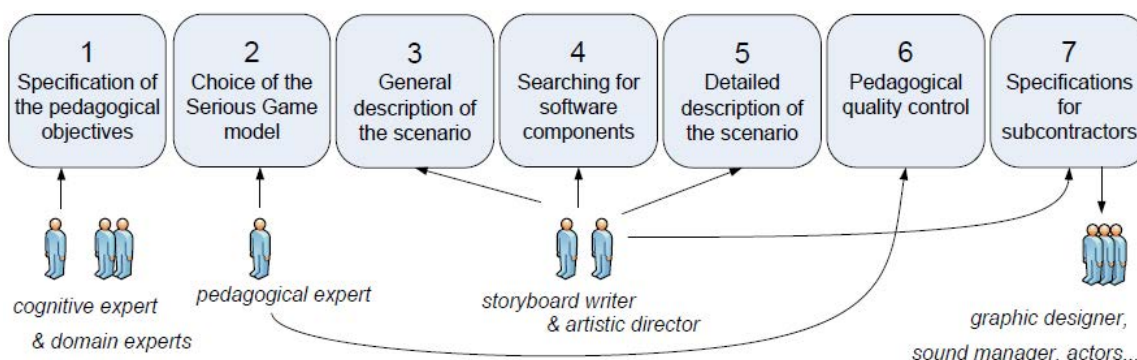 1
Specification of
the pedagogical
objectives
2
Choice of the
Serious Game
model
3
General
description of
the scenario
4
Searching for
software
components
5
Detailed
description of
the scenario
6
Pedagogical
quality control
7
Specifications
for
subcontractors
cognitive expert
& domain experts
pedagogical expert
storyboard writer
& artistic director
graphic designer,
sound manager, actors...